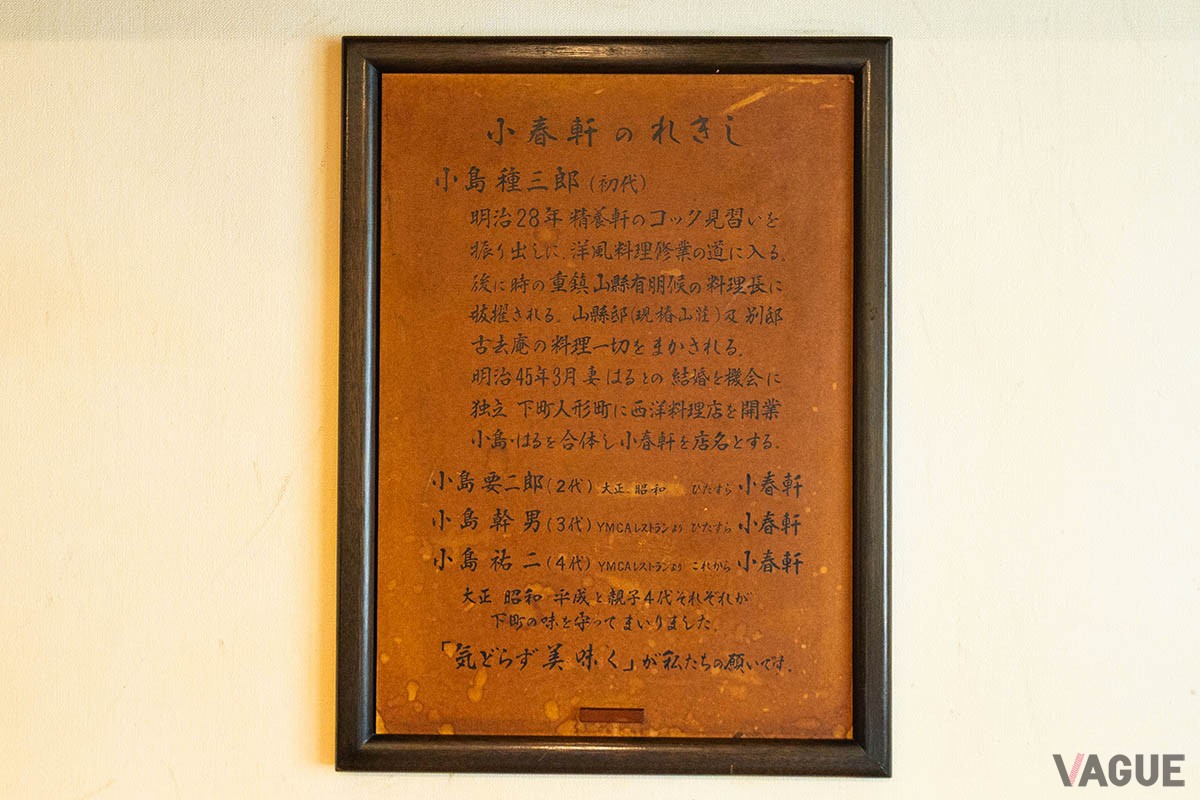 小春軒のれきし
小島種三郎(初代)
明治28年 精養軒のコック見習いを
振り出しに、洋風料理修業の道に入る。
後に時の重鎮山縣有朋候の料理長に
抜擢される。山縣邸(現椿山荘)及別邸
古去庵の料理一切をまかされる。
明治45年3月妻はるとの結婚を機会に
独立 下町人形町に西洋料理店を開業
小島・はるを合体し小春軒を店名とする。
小島要二郎(2代) 大正 昭和 ひたすら 小春軒
小島幹男(3代) YMCAレストランより ひたすら 小春軒
小島祐二(4代) YMCAレストランより これから 小春軒
大正 昭和 平成と親子4代それぞれが
下町の味を守ってまいりました。
「気どらず美味く」が私たちの願いです。
VAGUE